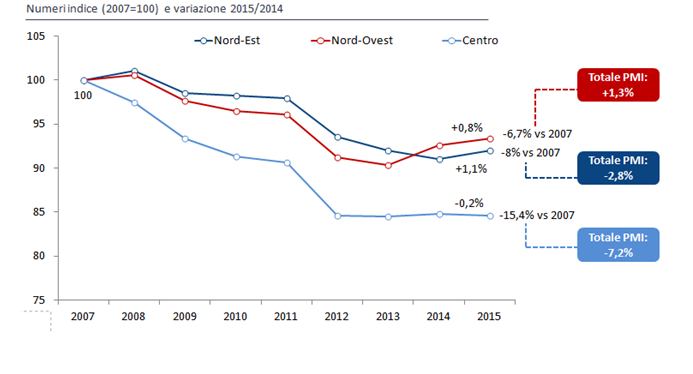 Numeri indice (2007=100)  e variazione 2015/2014
105
Nord-Est
Nord-Ovest
Centro
100
100
95
90
85
80
75
+0,8%
+1,1%
-0,2%
-6,7% vs 2007
-8% vs 2007
-15,4% vs 2007
Totale PMI:
+1,3%
Totale PMI:
-2,8%
Totale PMI:
-7,2%
2007 2008 2009 2010 2011 2012 2013 2014 2015